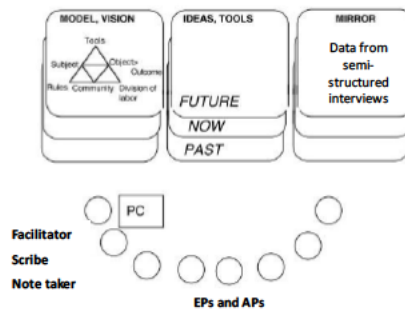 MODEL, VISION
Tools
Subject
Object>
Outcome
Rules
Community
Division of
labor
IDEAS, TOOLS
FUTURE
NOW
PAST
MIRROR
Data from
semi-
structured
interviews
PC
Facilitator
Scribe
Note taker
EPs and APs